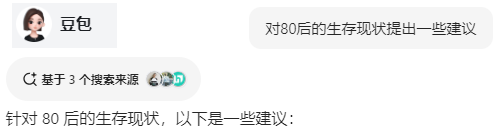 豆包
对80后的生存现状提出一些建议
基于 3 个搜索来源
针对 80 后的生存现状，以下是一些建议：